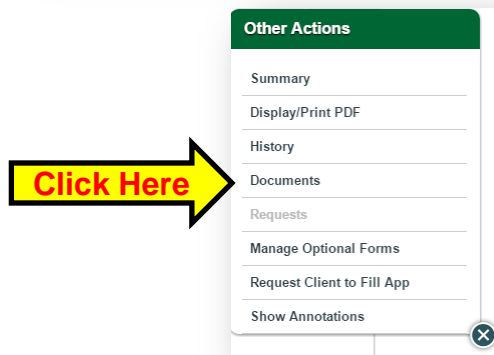 Other Actions
Summary
Display/Print PDF
History
Click Here
Documents
Requests
Manage Optional Forms
Request Client to Fill App
Show Annotations